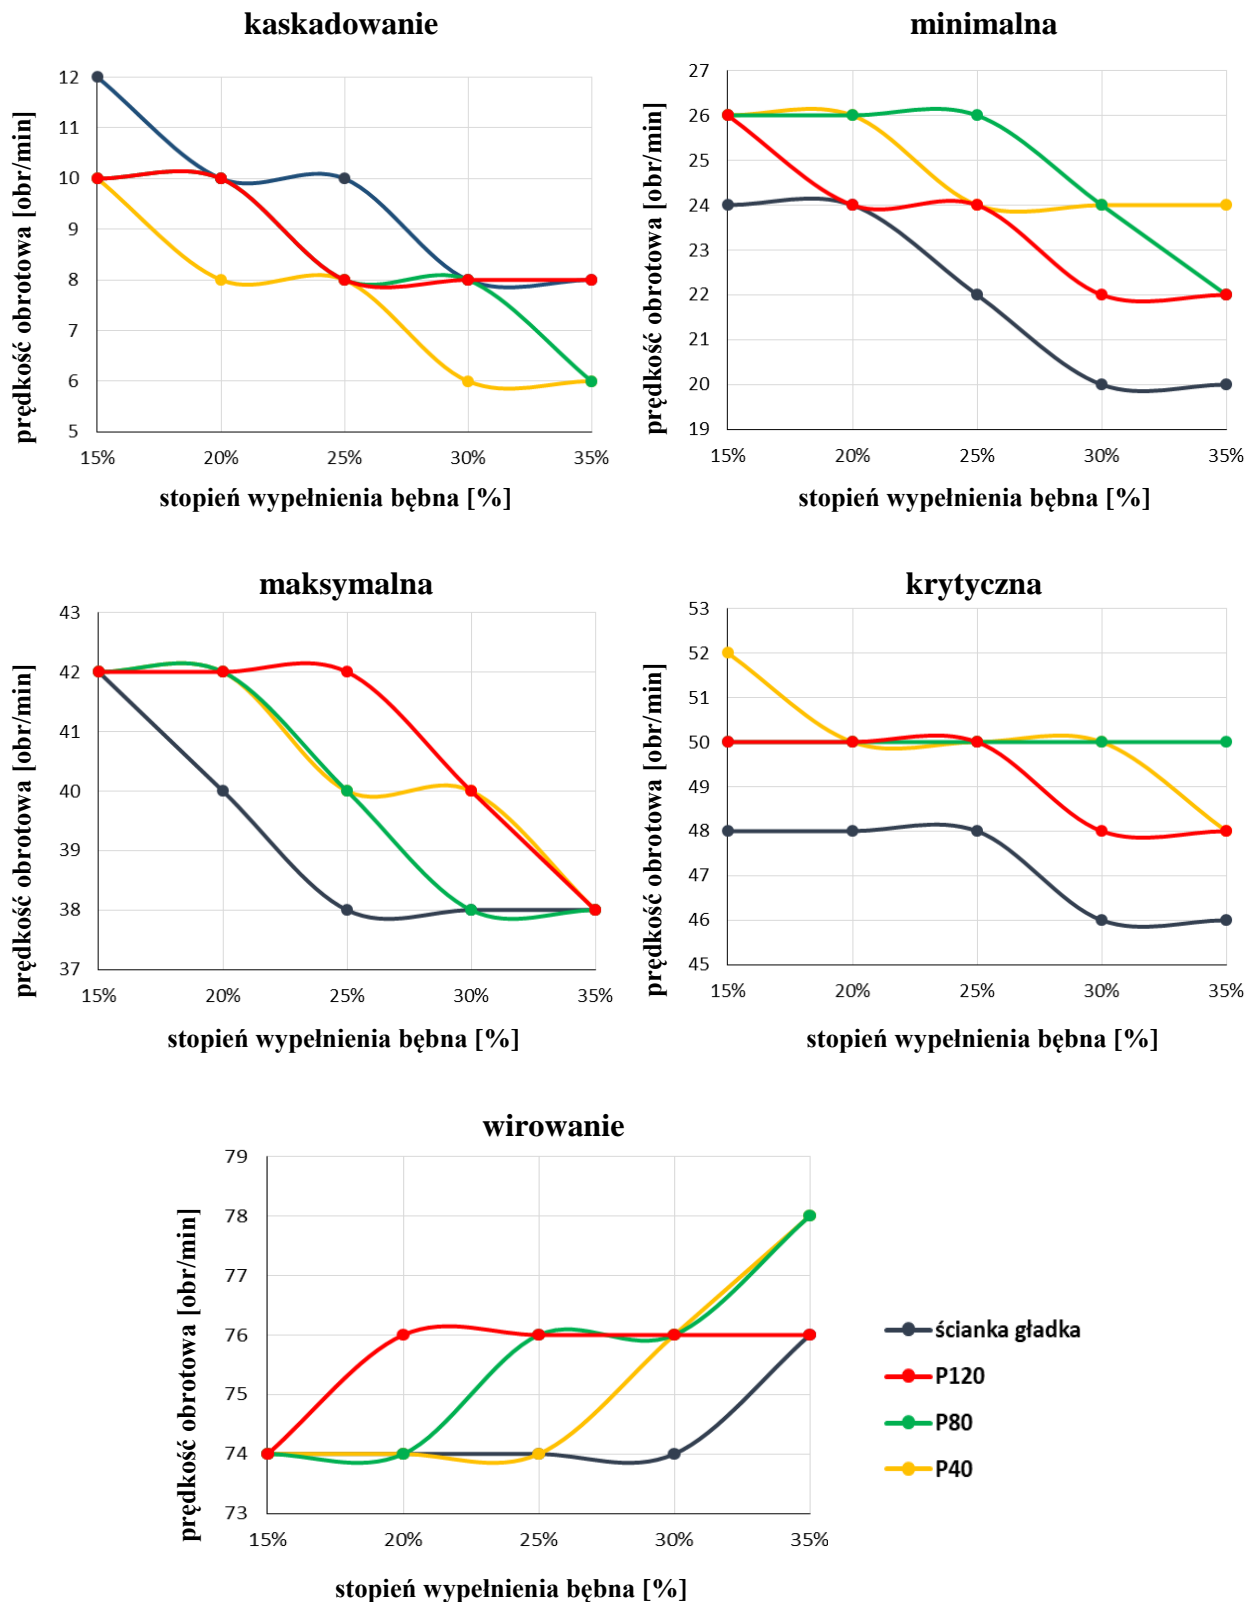 kaskadowanie
prędkość obrotowa [obr/min]
12
11
10
9
8
7
6
5
15% 20% 25% 30% 35%
stopień wypełnienia bębna [%]
minimalna
prędkość obrotowa [obr/min]
27
26
25
24
23
22
21
20
19
15% 20% 25% 30% 35%
stopień wypełnienia bębna [%]
maksymalna
prędkość obrotowa [obr/min]
43
42
41
40
39
38
37
15% 20% 25% 30% 35%
stopień wypełnienia bębna [%]
krytyczna
prędkość obrotowa [obr/min]
53
52
51
50
49
48
47
46
45
15% 20% 25% 30% 35%
stopień wypełnienia bębna [%]
wirowanie
prędkość obrotowa [obr/min]
79
78
77
76
75
74
73
15% 20% 25% 30% 35%
stopień wypełnienia bębna [%]
ścianka gładka
P120
P80
P40